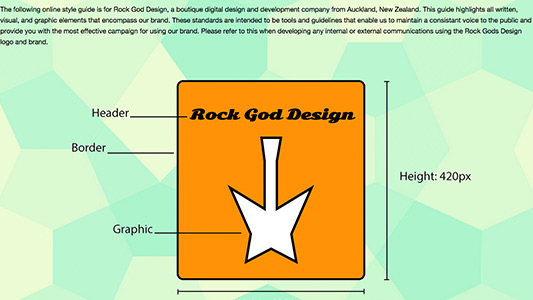 The following online style guide is for Rock God Design, a boutique digital design and development company from Auckland, New Zealand. This guide highlights all written,
visual, and graphic elements that encompass our brand. These standards are intended to be tools and guidelines that enable us to maintain a consistant voice to the public and
provide you with the most effective campaign for using our brand. Please refer to this when developing any internal or external communications using the Rock Gods Design
logo and brand.
Header
Rock God Design
Border
Height: 420px
Graphic